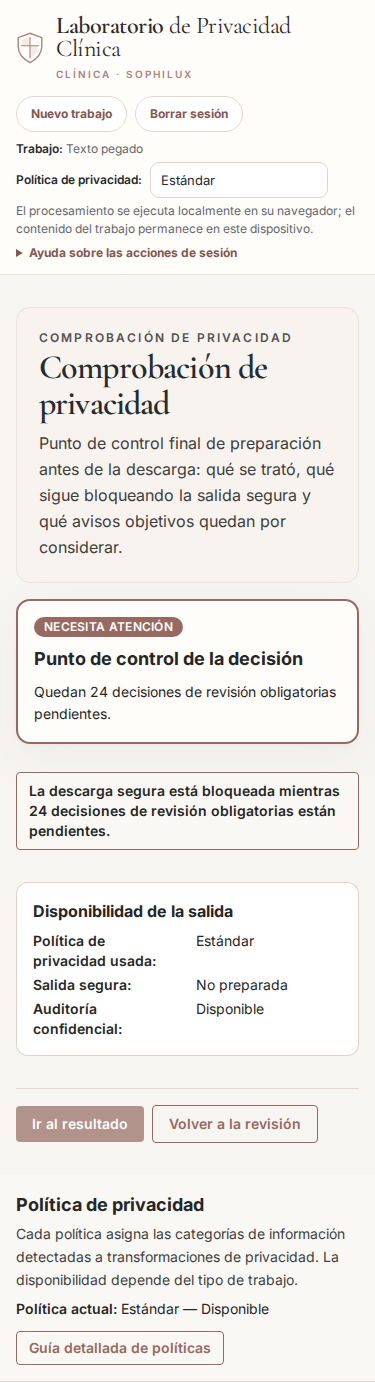 Laboratorio de Privacidad
Clínica
CLÍNICA · SOPHILUX
Nuevo trabajo
Borrar sesión
Trabajo: Texto pegado
Política de privacidad: Estándar
El procesamiento se ejecuta localmente en su navegador; el
contenido del trabajo permanece en este dispositivo.
Ayuda sobre las acciones de sesión
COMPROBACIÓN DE PRIVACIDAD
Comprobación de
privacidad
Punto de control final de preparación
antes de la descarga: qué se trató, qué
sigue bloqueando la salida segura y
qué avisos objetivos quedan por
considerar.
NECESITA ATENCIÓN
Punto de control de la decisión
Quedan 24 decisiones de revisión obligatorias
pendientes.
La descarga segura está bloqueada mientras
24 decisiones de revisión obligatorias están
pendientes.
Disponibilidad de la salida
Política de
privacidad usada:
Estándar
Salida segura: No preparada
Auditoría
confidencial:
Disponible
Ir al resultado
Volver a la revisión
Política de privacidad
Cada política asigna las categorías de información
detectadas a transformaciones de privacidad. La
disponibilidad depende del tipo de trabajo.
Política actual: Estándar — Disponible
Guía detallada de políticas